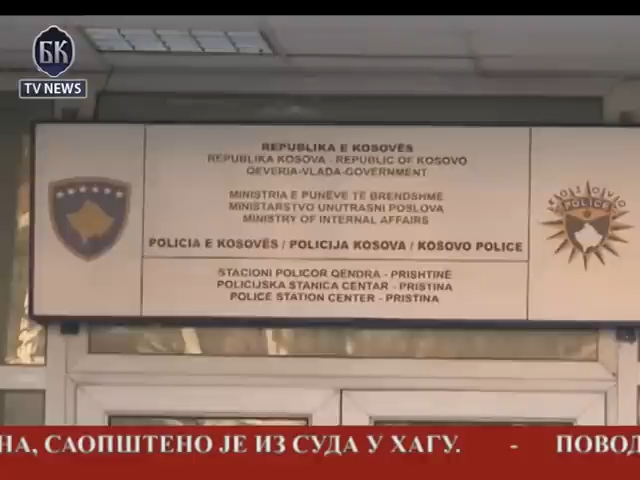 БК
TV NEWS
REPUBLIKA E KOSOVËS
REPUBLIKA KOSOVA - REPUBLIC OF KOSOVO
QEVERIA-VLADA-GOVERNMENT
MINISTRIA E PUNËVE TË BRENDSHME
MINISTARSTVO UNUTRASNI POSLOVA
MINISTRY OF INTERNAL AFFAIRS
POLICIA E KOSOVËS / POLICIJA KOSOVA / KOSOVO POLICE
STACIONI POLICOR QENDRA - PRISHTINË
POLICIJSKA STANICA CENTAR - PRISTINA
POLICE STATION CENTER - PRISTINA
KOSOVO
POLICE
НА, САОПШТЕНО ЈЕ ИЗ СУДА У ХАГУ. - ПОВОД